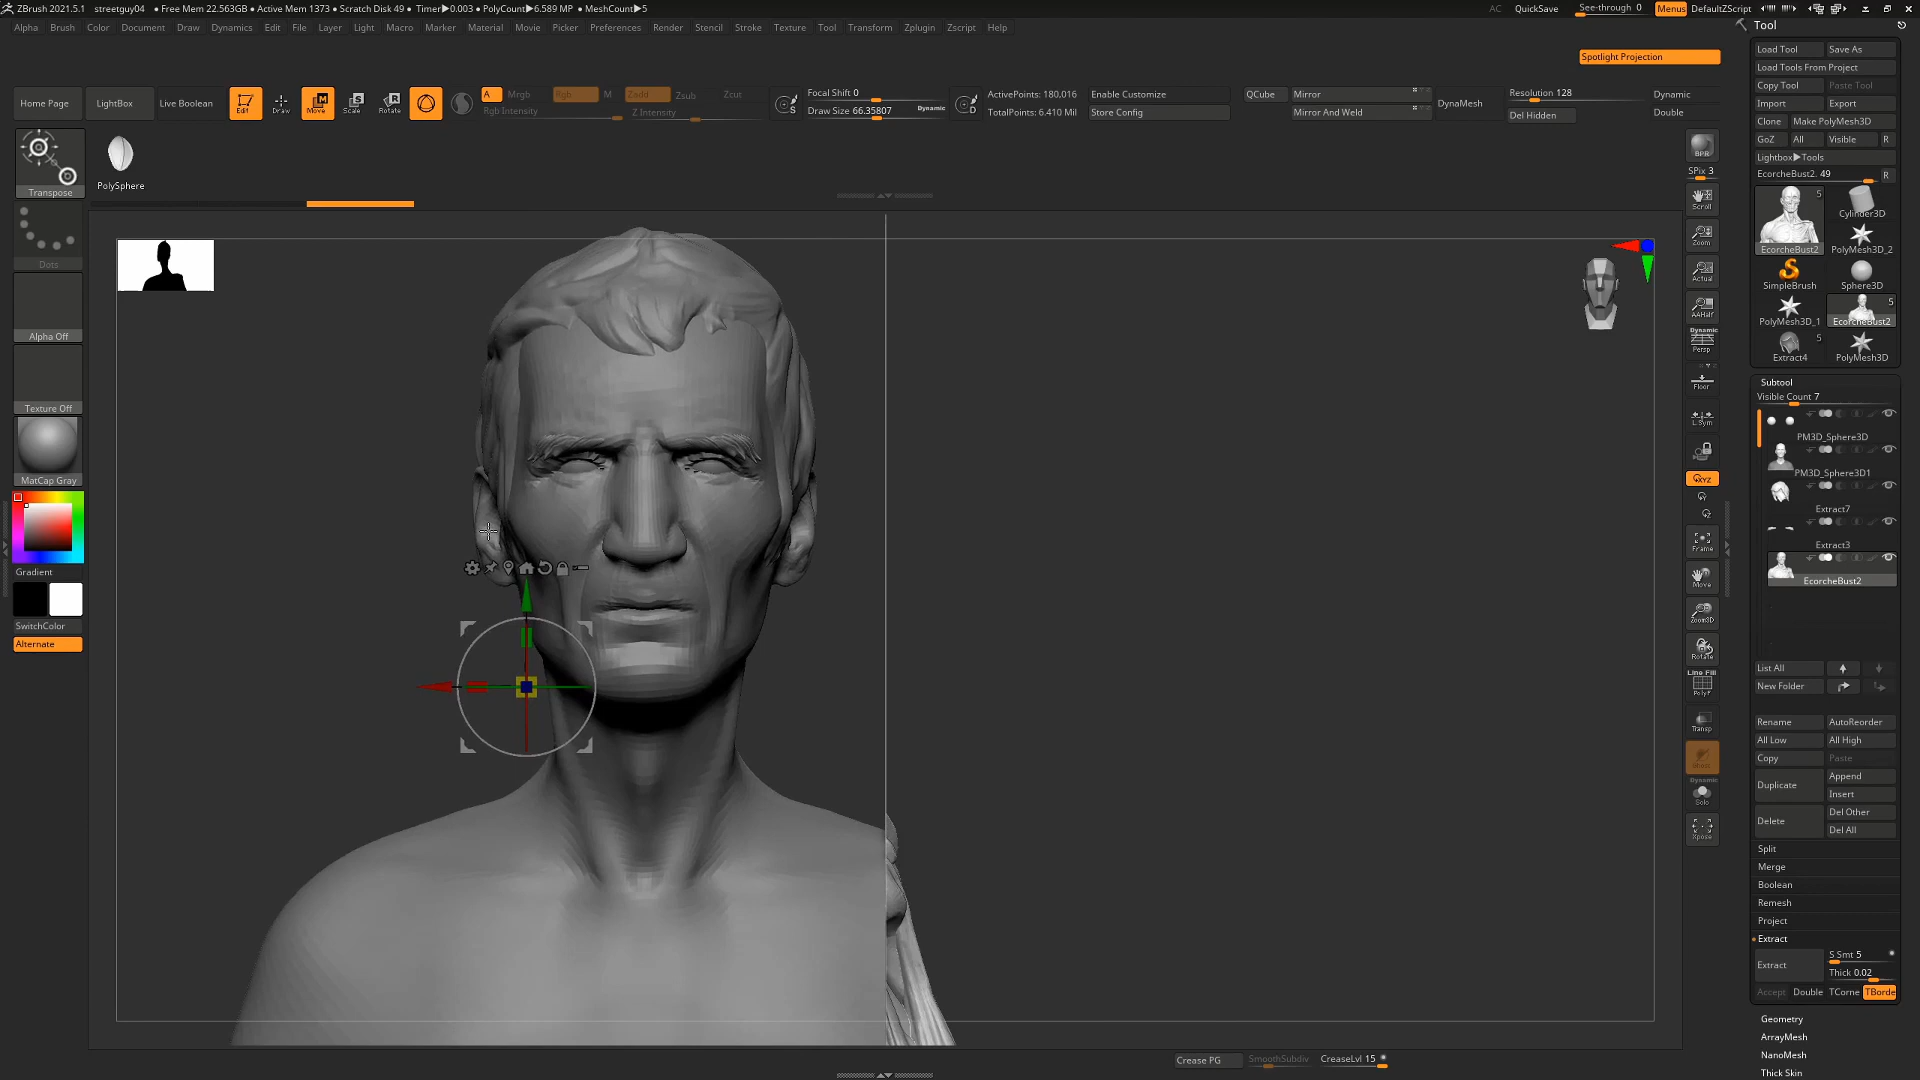 ZBrush 2021.5.1 streetguy04 • Free Mem 22.563GB • Active Mem 1373 • Scratch Disk 49 • Timer▶0.003 • PolyCount▶6.589 MP • MeshCount▶5
AC QuickSave See-through 0 Menus DefaultZScript
Alpha Brush Color Document Draw Dynamics Edit File Layer Light Macro Marker Material Movie Picker Preferences Render Stencil Stroke Texture Tool Transform Zplugin Zscript Help
Spotlight Projection
Home Page LightBox Live Boolean Edit Draw Move Scale Rotate
A Mrgb Rgb M Zadd Zsub Zcut
Rgb Intensity Z Intensity
Focal Shift 0
Draw Size 66.35807 Dynamic
ActivePoints: 180,016
TotalPoints: 6.410 Mil
Enable Customize
Store Config
QCube Mirror
Mirror And Weld
DynaMesh
Resolution 128
Del Hidden
Dynamic
Double
Transpose
PolySphere
Dots
Alpha Off
Texture Off
MatCap Gray
Gradient
SwitchColor
Alternate
BPR
SPix 3
Scroll
Zoom
Actual
AAHalf
Dynamic
Persp
Floor
L.Sym
XYZ
Frame
Move
Zoom3D
Rotate
Line Fill
PolyF
Transp
Ghost
Dynamic
Solo
Xpose
Tool
Load Tool Save As
Load Tools From Project
Copy Tool Paste Tool
Import Export
Clone Make PolyMesh3D
GoZ All Visible R
Lightbox▶Tools
EcorcheBust2. 49 R
5
EcorcheBust2 Cylinder3D
PolyMesh3D_2
SimpleBrush Sphere3D
5
PolyMesh3D_1 EcorcheBust2
5
Extract4 PolyMesh3D
Subtool
Visible Count 7
PM3D_Sphere3D
PM3D_Sphere3D1
Extract7
Extract3
EcorcheBust2
List All
New Folder
Rename AutoReorder
All Low All High
Copy Paste
Duplicate Append
Insert
Delete Del Other
Del All
Split
Merge
Boolean
Remesh
Project
Extract
Extract S Smt 5
Thick 0.02
Accept Double TCorne TBorde
Geometry
ArrayMesh
NanoMesh
Thick Skin
Crease PG SmoothSubdiv CreaseLvl 15